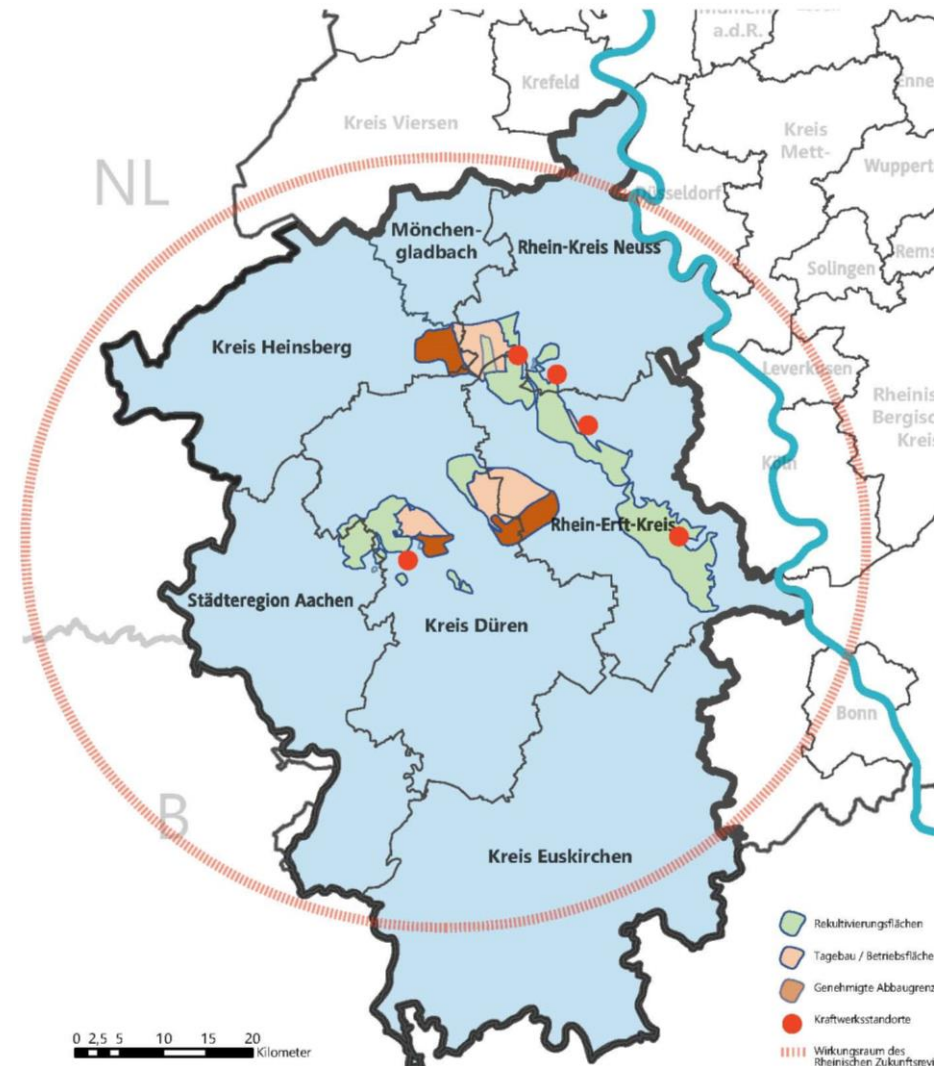 a.d.R.
Krefeld
Kreis Viersen
Kreis
Mett-
NL
Wuppert
Düsseldorf
Mönchen-
gladbach
Rhein-Kreis Neuss
Solingen
Rems
Kreis Heinsberg
Leverkusen
Rheinis
Bergisc
Kreis
Köln
Rhein-Erft-Kreis
Städteregion Aachen
Kreis Düren
Bonn
B
Kreis Euskirchen
Rekultivierungsflächen
Tagebau / Betriebsfläche
Genehmigte Abbaugrenz
Kraftwerksstandorte
0 2,5 5 10 15 20
Kilometer
Wirkungsraum des
Rheinischen Zukunftsrevi